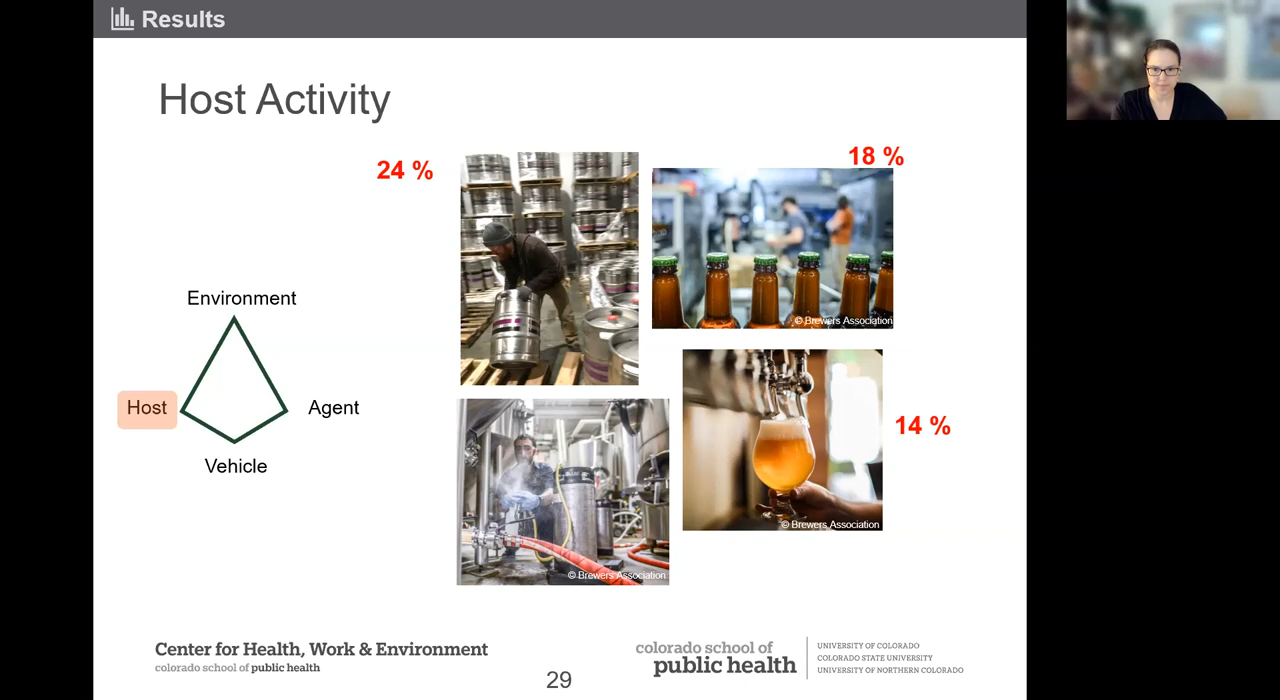 Results
Host Activity
24 %
18 %
© Brewers Association
Environment
Host
Agent
Vehicle
14 %
© Brewers Association
© Brewers Association
Center for Health, Work & Environment
colorado school of public health
29
colorado school of
public health
UNIVERSITY OF COLORADO
COLORADO STATE UNIVERSITY
UNIVERSITY OF NORTHERN COLORADO